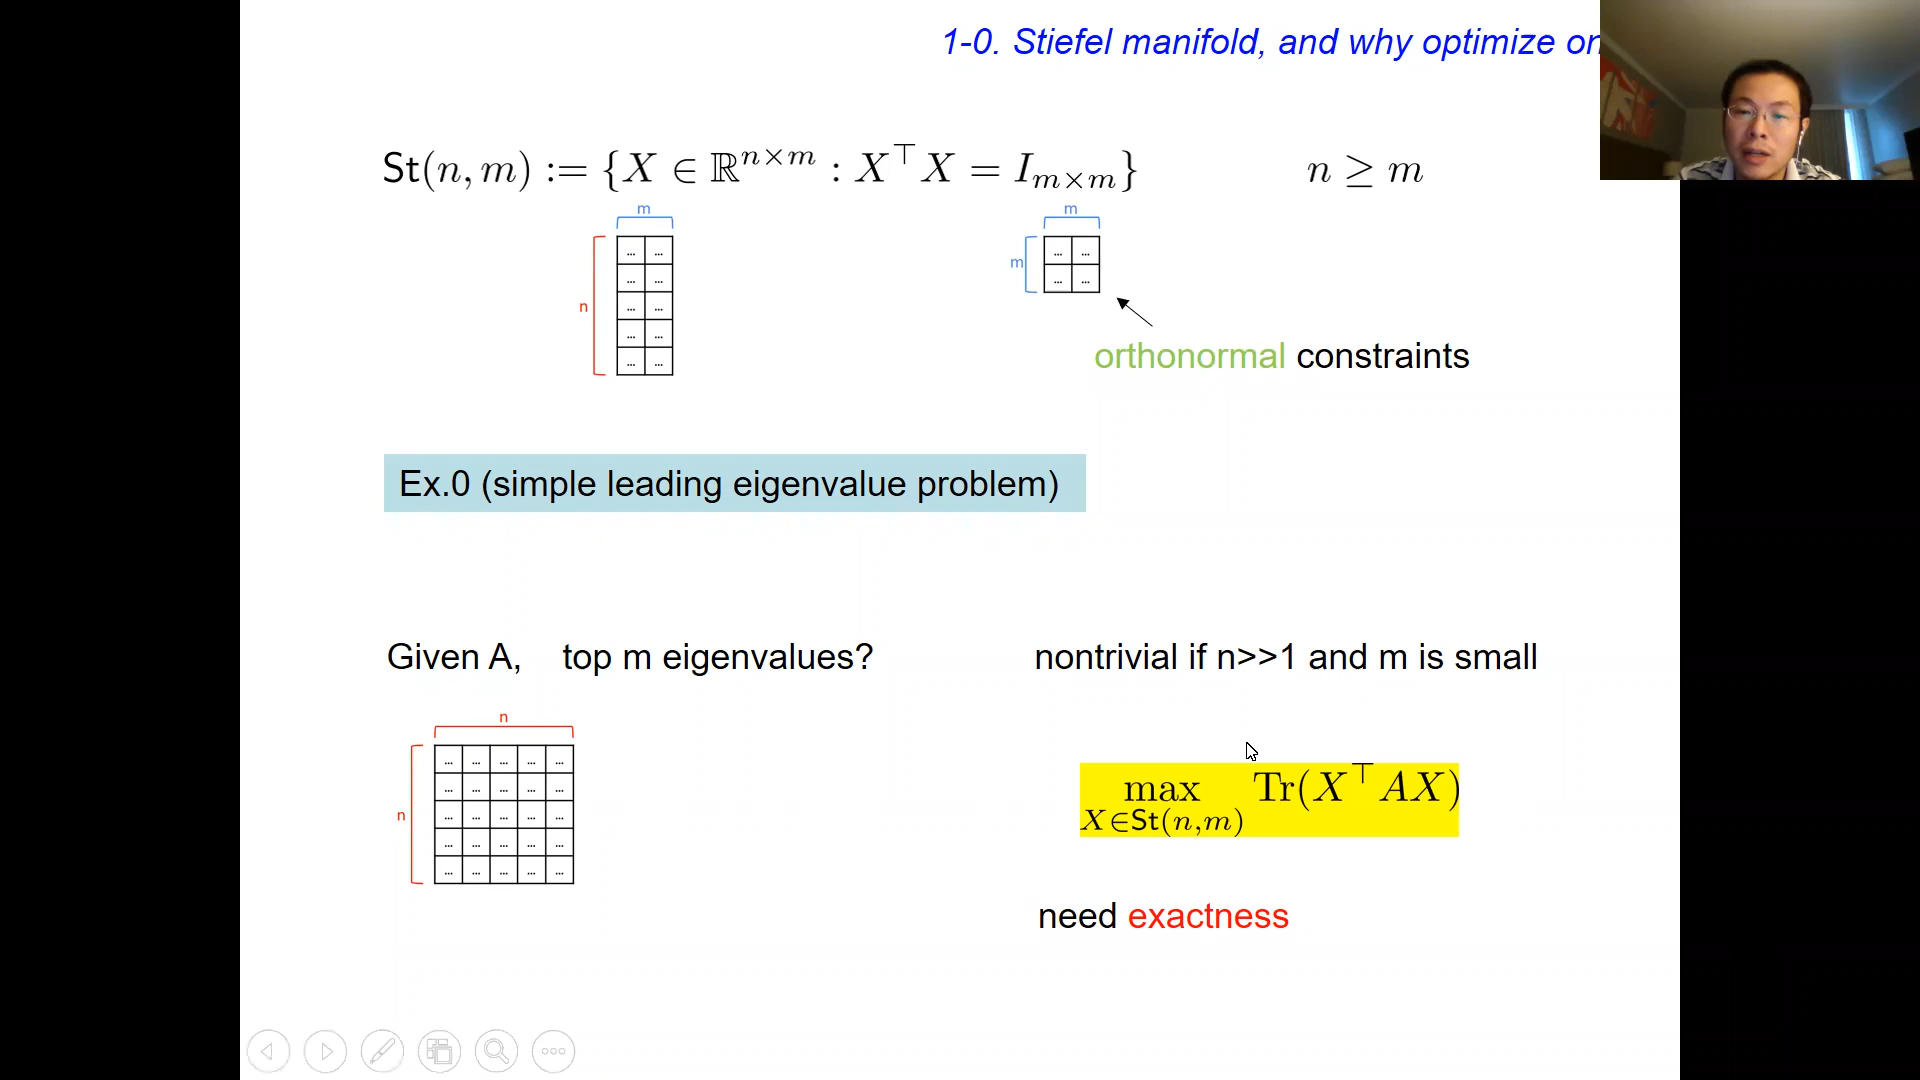 1-0. Stiefel manifold, and why optimize on
St(n, m) := {X ∈ ℝ^{n×m} : X^⊤X = I_{m×m}}
n ≥ m
m
n
... ...
... ...
... ...
... ...
... ...
m
m
... ...
... ...
orthonormal constraints
Ex.0 (simple leading eigenvalue problem)
Given A, top m eigenvalues?
nontrivial if n>>1 and m is small
n
n
... ... ... ... ...
... ... ... ... ...
... ... ... ... ...
... ... ... ... ...
... ... ... ... ...
max Tr(X^⊤AX)
X∈St(n,m)
need exactness